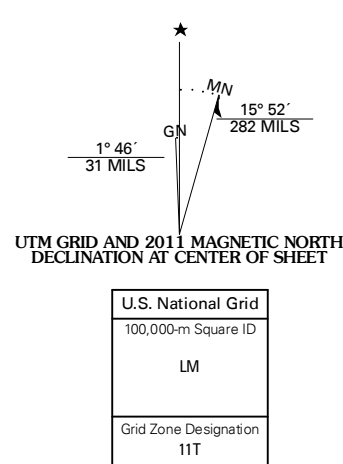 ★
MN
GN
15° 52´
282 MILS
1° 46´
31 MILS
UTM GRID AND 2011 MAGNETIC NORTH
DECLINATION AT CENTER OF SHEET
U.S. National Grid
100,000-m Square ID
LM
Grid Zone Designation
11T